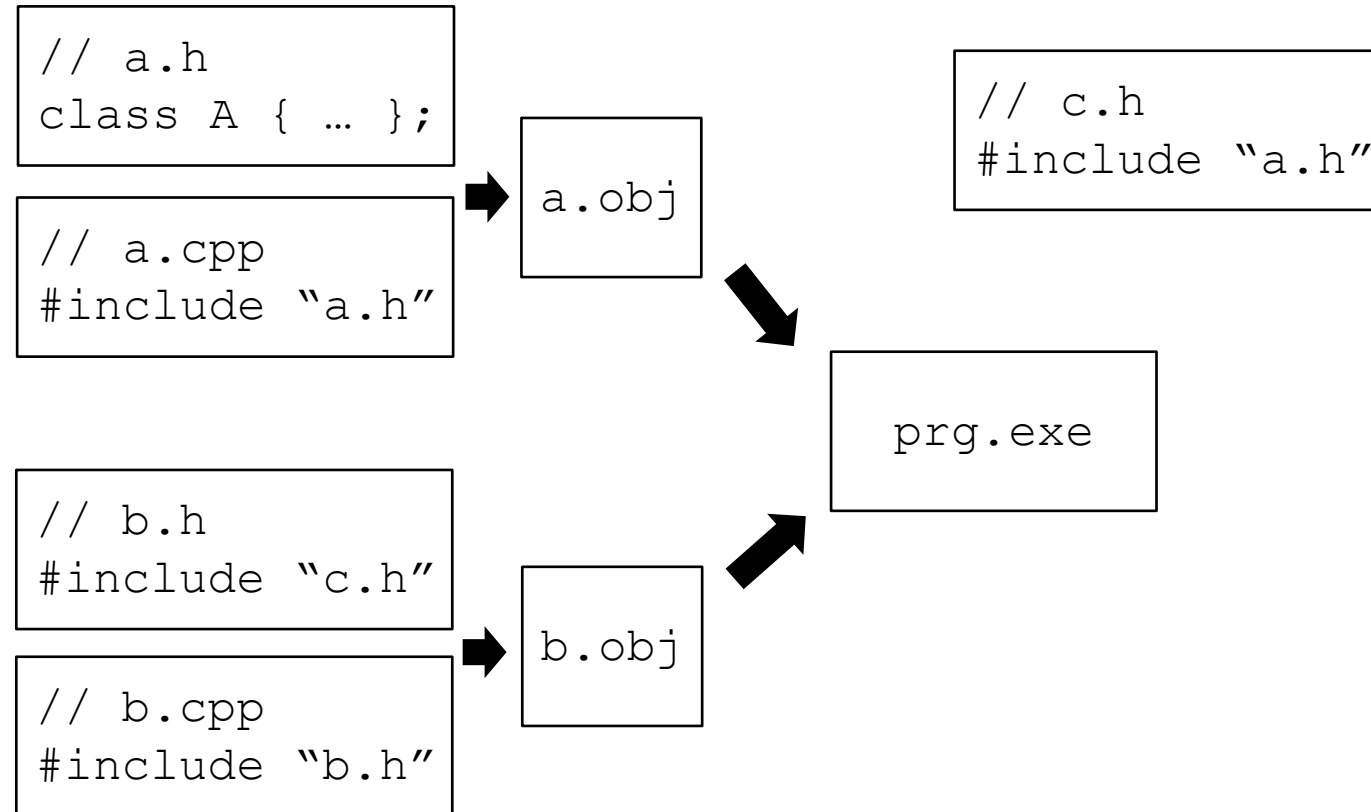 // a.h
class A { … };
// a.cpp
#include “a.h”
a.obj
// c.h
#include “a.h”
prg.exe
// b.h
#include “c.h”
// b.cpp
#include “b.h”
b.obj